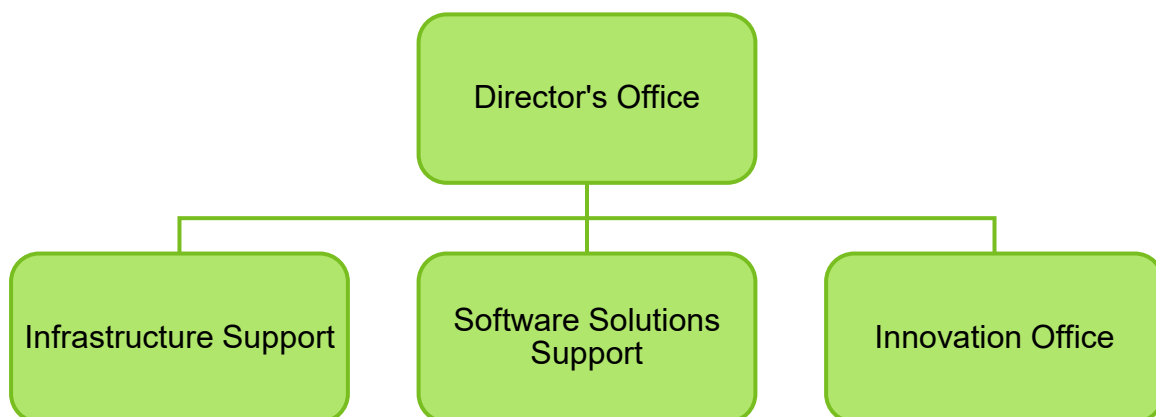 Director's Office
Infrastructure Support
Software Solutions
Support
Innovation Office